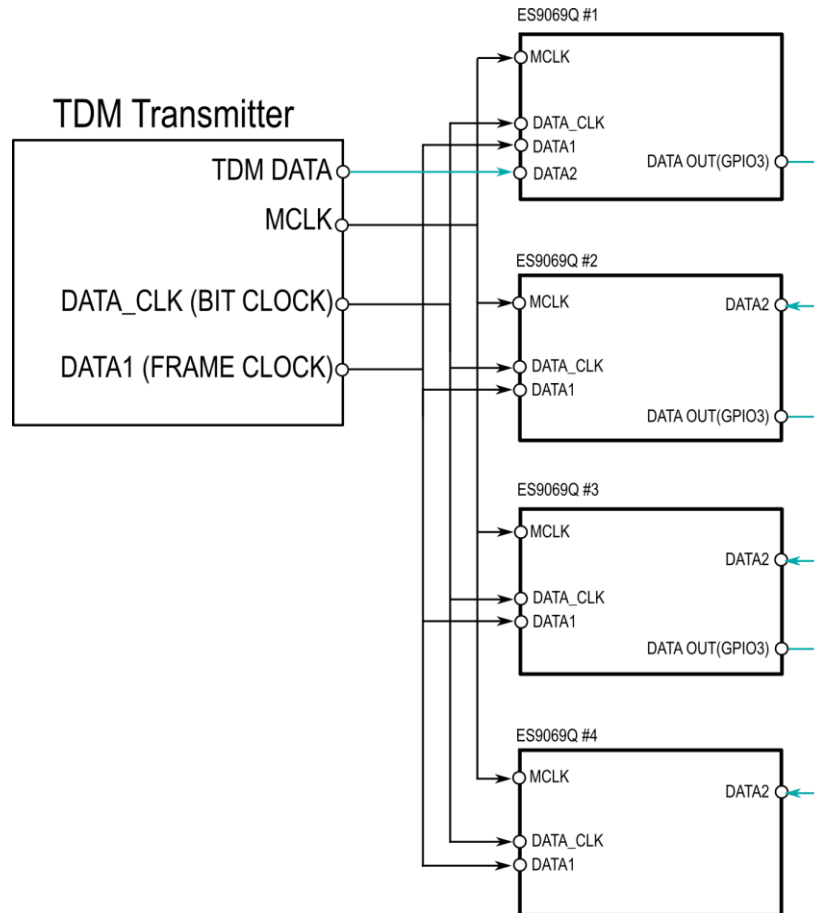 ES9069Q #1
MCLK
TDM Transmitter
DATA_CLK
DATA1
DATA OUT(GPIO3)
TDM DATA
DATA2
MCLK
ES9069Q #2
DATA_CLK (BIT CLOCK)
MCLK
DATA2
DATA1 (FRAME CLOCK)
DATA_CLK
DATA1
DATA OUT(GPIO3)
ES9069Q #3
MCLK
DATA2
DATA_CLK
DATA1
DATA OUT(GPIO3)
ES9069Q #4
MCLK
DATA2
DATA_CLK
DATA1